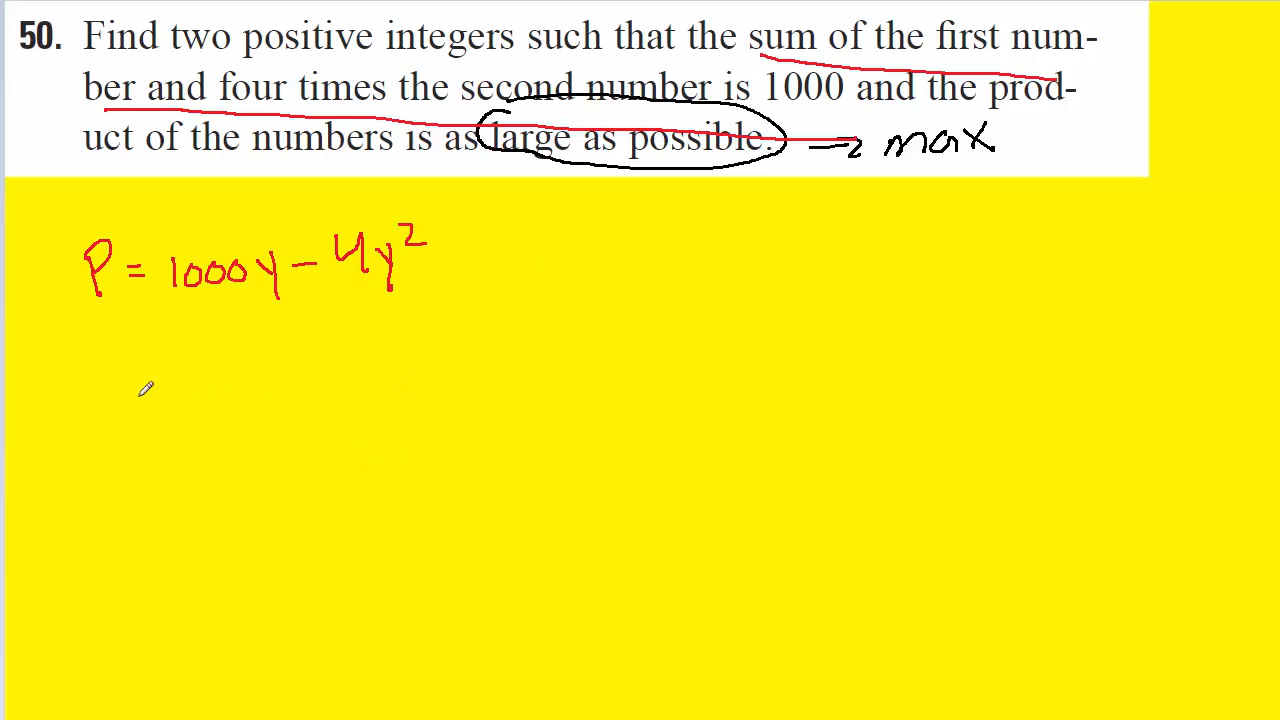 50. Find two positive integers such that the sum of the first num-
ber and four times the second number is 1000 and the prod-
uct of the numbers is as large as possible. → max
P = 1000y - 4y²